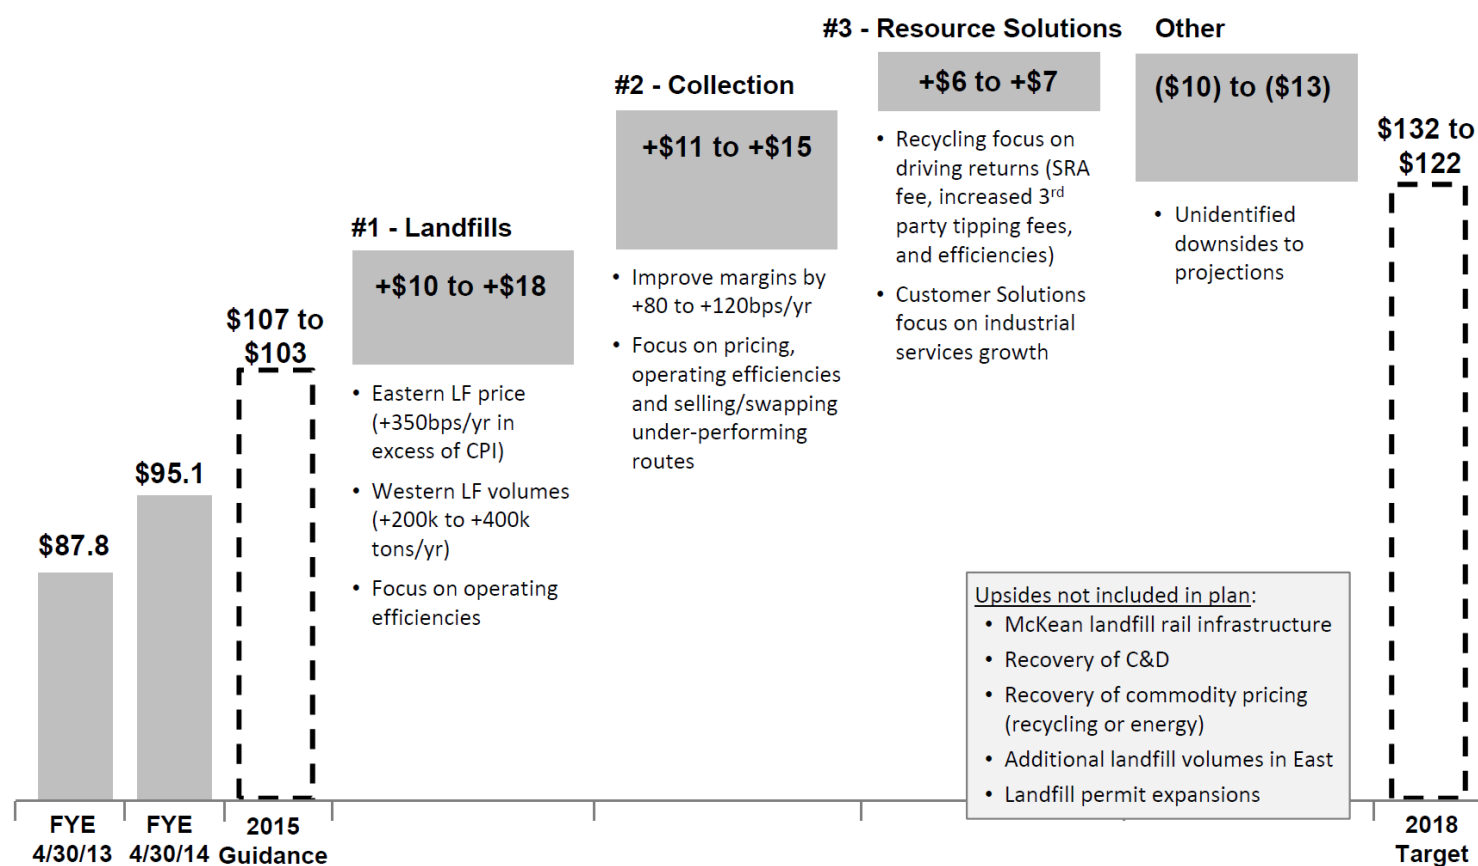 $87.8
FYE
4/30/13
$95.1
FYE
4/30/14
$107 to
$103
2015
Guidance
#1 - Landfills
+$10 to +$18
• Eastern LF price
(+350bps/yr in
excess of CPI)
• Western LF volumes
(+200k to +400k
tons/yr)
• Focus on operating
efficiencies
#2 - Collection
+$11 to +$15
• Improve margins by
+80 to +120bps/yr
• Focus on pricing,
operating efficiencies
and selling/swapping
under-performing
routes
#3 - Resource Solutions
+$6 to +$7
• Recycling focus on
driving returns (SRA
fee, increased 3rd
party tipping fees,
and efficiencies)
• Customer Solutions
focus on industrial
services growth
Other
($10) to ($13)
• Unidentified
downsides to
projections
Upsides not included in plan:
• McKean landfill rail infrastructure
• Recovery of C&D
• Recovery of commodity pricing
(recycling or energy)
• Additional landfill volumes in East
• Landfill permit expansions
$132 to
$122
2018
Target